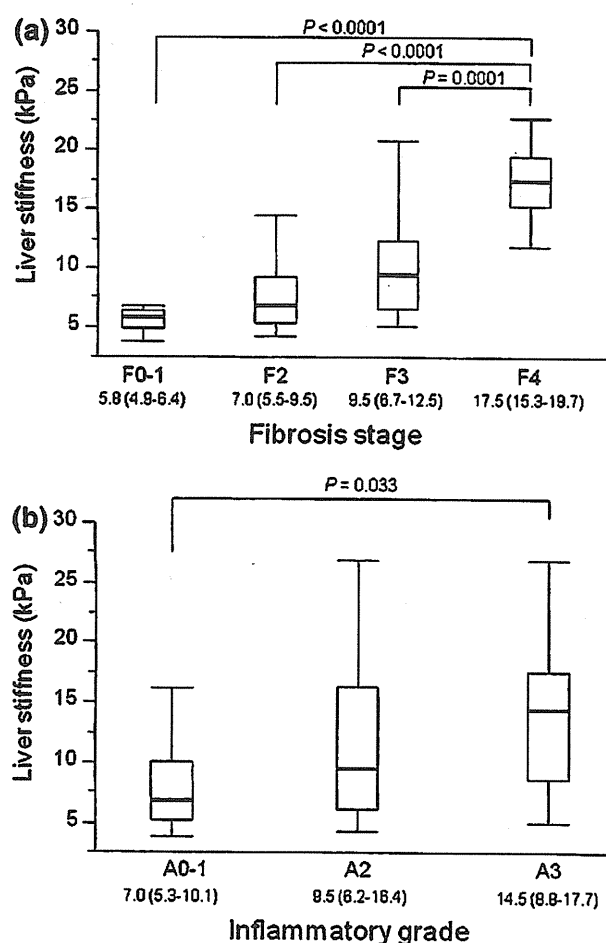 (a)
P < 0.0001
P < 0.0001
P = 0.0001
30
25
20
15
10
5
Liver stiffness (kPa)
F0-1 F2 F3 F4
5.8 (4.8-6.4) 7.0 (5.5-9.5) 9.5 (6.7-12.5) 17.5 (15.3-19.7)
Fibrosis stage
(b)
P = 0.033
30
25
20
15
10
5
Liver stiffness (kPa)
A0-1 A2 A3
7.0 (5.3-10.1) 9.5 (6.2-16.4) 14.5 (8.8-17.7)
Inflammatory grade